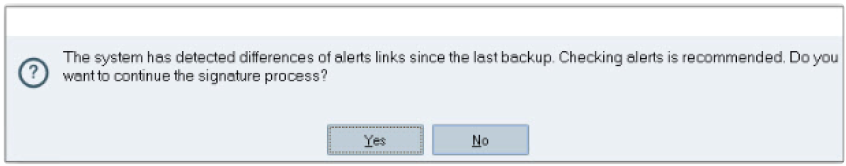 The system has detected differences of alerts links since the last backup. Checking alerts is recommended. Do you
want to continue the signature process?
Yes No